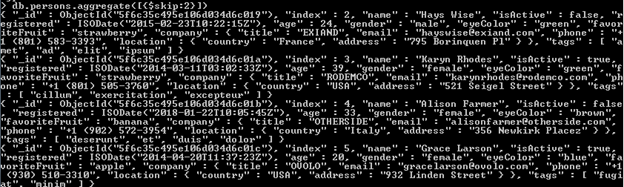 > db.persons.aggregate([{$skip:2}])
{ "_id" : ObjectId("5f6c35c495e106d034d6c019"), "index" : 2, "name" : "Hays Wise", "isActive" : false, "
registered" : ISODate("2015-02-23T10:22:15Z"), "age" : 24, "gender" : "male", "eyeColor" : "green", "favo
riteFruit" : "strawberry", "company" : { "title" : "EXIAND", "email" : "hayswise@exiand.com", "phone" : "
+1 (801) 583-3393", "location" : { "country" : "France", "address" : "795 Borinquen Pl" } }, "tags" : [ "
amet", "ad", "elit", "ipsum" ] }
{ "_id" : ObjectId("5f6c35c495e106d034d6c01a"), "index" : 3, "name" : "Karyn Rhodes", "isActive" : true,
"registered" : ISODate("2014-03-11T03:02:33Z"), "age" : 39, "gender" : "female", "eyeColor" : "green", "f
avoriteFruit" : "strawberry", "company" : { "title" : "RODEMCO", "email" : "karynrhodes@rodemco.com", "ph
one" : "+1 (801) 505-3760", "location" : { "country" : "USA", "address" : "521 Seigel Street" } }, "tags"
: [ "cillum", "exercitation", "excepteur" ] }
{ "_id" : ObjectId("5f6c35c495e106d034d6c01b"), "index" : 4, "name" : "Alison Farmer", "isActive" : false
, "registered" : ISODate("2018-01-22T10:05:45Z"), "age" : 33, "gender" : "female", "eyeColor" : "brown",
"favoriteFruit" : "banana", "company" : { "title" : "OTHERSIDE", "email" : "alisonfarmer@otherside.com",
"phone" : "+1 (902) 572-3954", "location" : { "country" : "Italy", "address" : "356 Newkirk Placez" } },
"tags" : [ "deserunt", "et", "duis", "dolor" ] }
{ "_id" : ObjectId("5f6c35c495e106d034d6c01c"), "index" : 5, "name" : "Grace Larson", "isActive" : true,
"registered" : ISODate("2014-04-20T11:37:23Z"), "age" : 20, "gender" : "female", "eyeColor" : "blue", "fa
voriteFruit" : "apple", "company" : { "title" : "OVOLO", "email" : "gracelarson@ovolo.com", "phone" : "+1
(930) 510-3310", "location" : { "country" : "USA", "address" : "932 Linden Street" } }, "tags" : [ "fugi
at", "minim" ] }